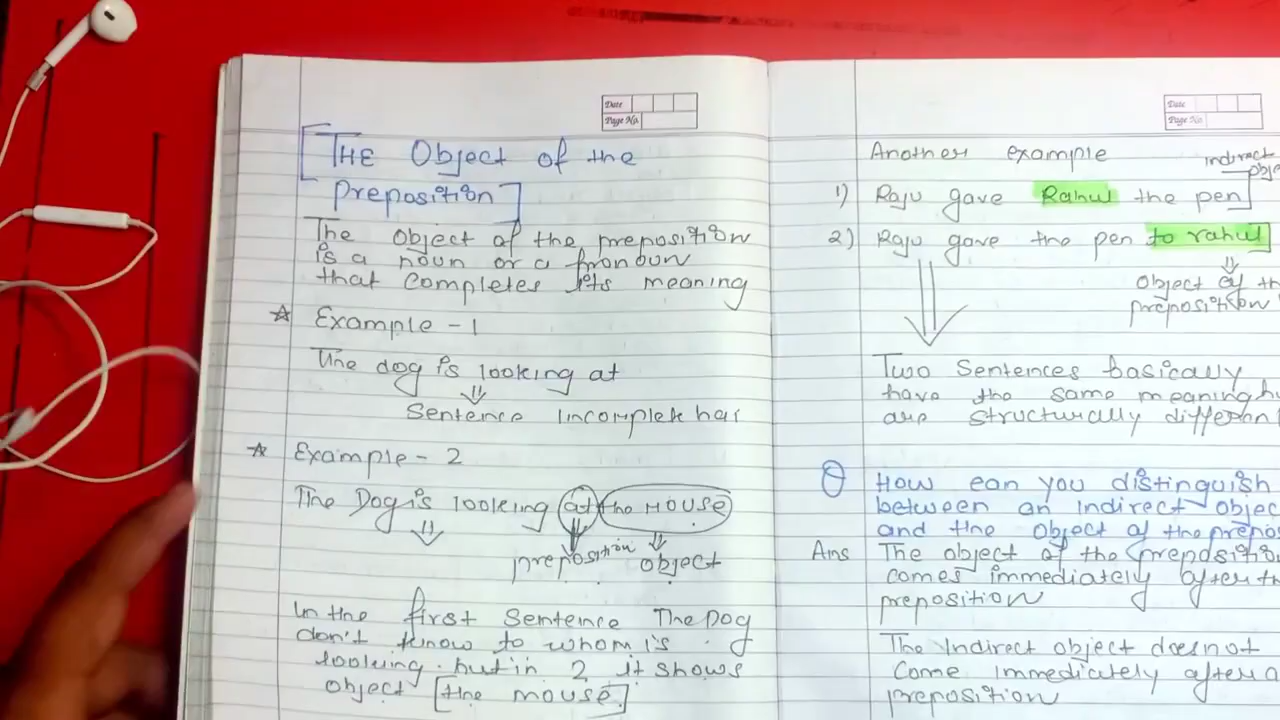 Date
Page No.
[THE Object of the
preposition]
The object of the preposition
is a noun or a pronoun
that completes its meaning
☆ Example - 1
The dog is looking at
⇓
Sentence incomplete hai
☆ Example - 2
The Dog is looking at the MOUSE
⇓ ⇓ ⇓
preposition object
In the first Sentence The Dog
don't know to whom is
looking. but in 2 it shows
object [the mouse.]
Date
Page No.
Another example
indirect
obje
1) Raju gave Rahul the pen
2) Raju gave the pen to rahul
⇓
Object of th
preposition
Two Sentences basically
have the same meaning bu
are structurally differen
Q How can you distinguish
between an indirect objec
and the object of the prepos
Ans The object of the preposition
comes immediately after th
preposition
The Indirect object does not
Come immediately after a
preposition